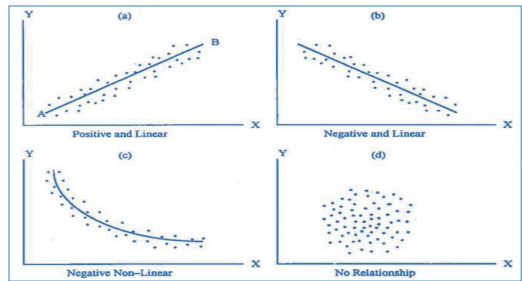 Y (a)
B
A
X
Positive and Linear
Y (b)
X
Negative and Linear
Y (c)
X
Negative Non-Linear
Y (d)
X
No Relationship